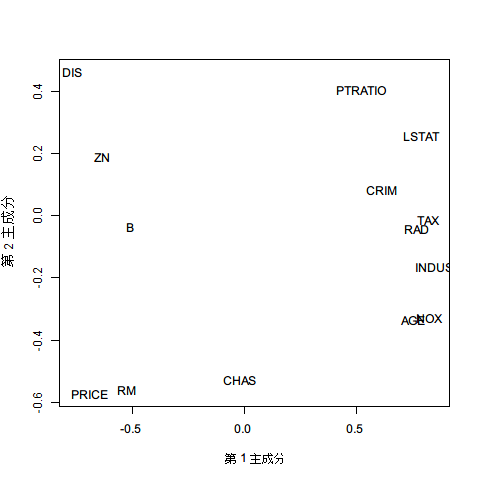 DIS
PTRATIO
LSTAT
ZN
CRIM
TAX
B
RAD
INDUS
NOX
AGE
CHAS
RM
PRICE
0.4
0.2
0.0
-0.2
-0.4
-0.6
第 2 主成分
-0.5
0.0
0.5
第 1 主成分